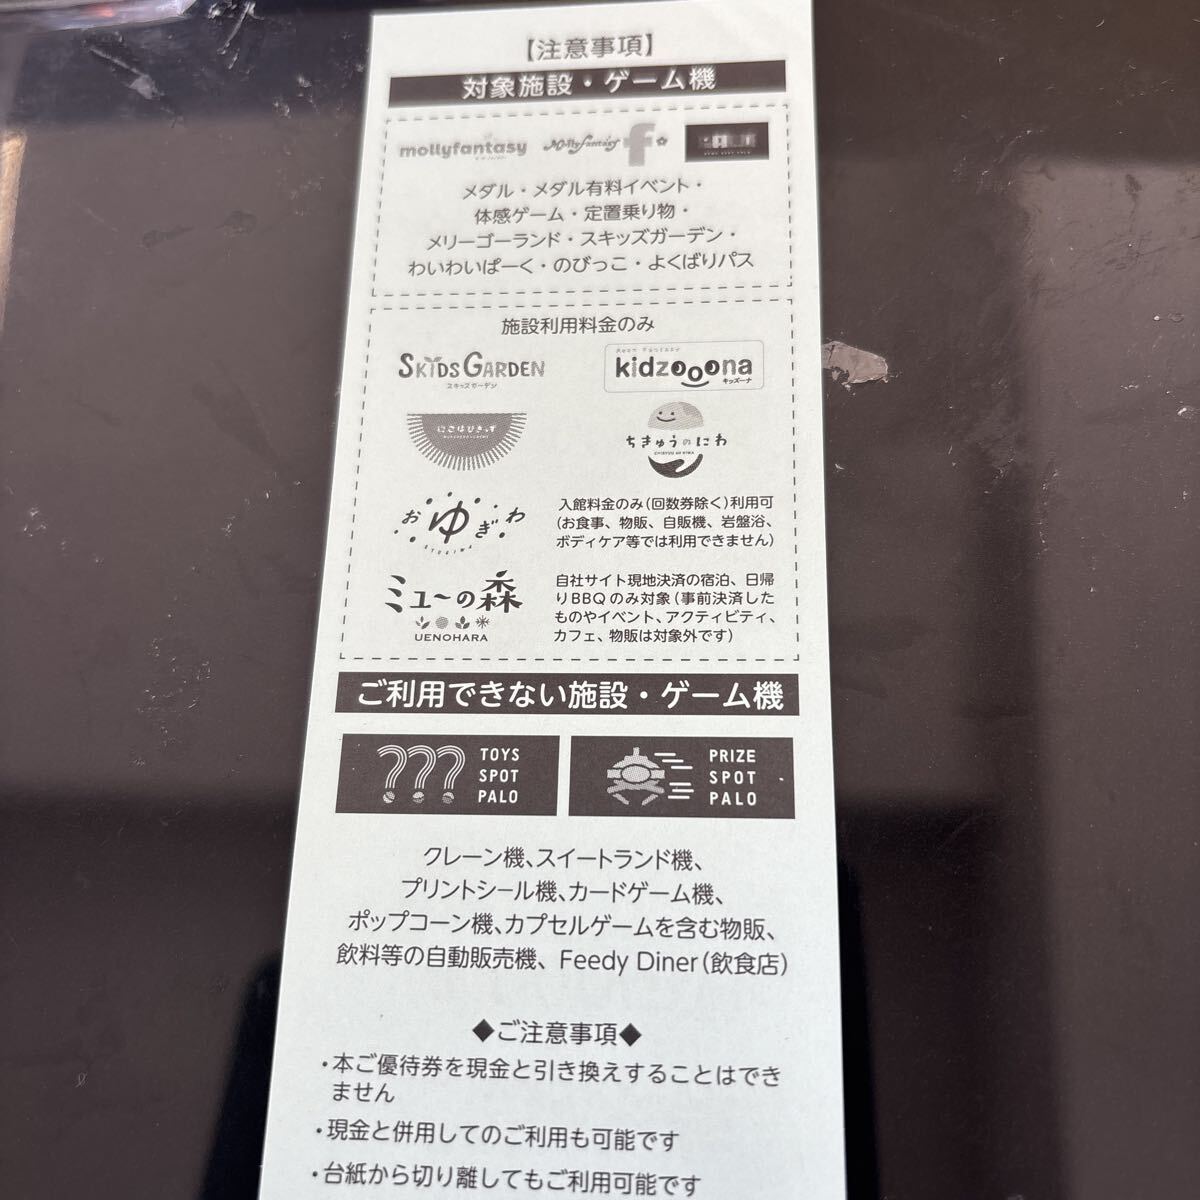 【注意事項】
対象施設・ゲーム機
mollyfantasy
Mollyfantasy f
メダル・メダル有料イベント・
体感ゲーム・定置乗り物・
メリーゴーランド・スキッズガーデン・
わいわいぱーく・のびっこ・よくばりパス
施設利用料金のみ
SKIDS GARDEN
スキッズガーデン
kidzooona
キッズーナ
にこはぴきっず
ちきゅうのにわ
CHIKYUU NO NIWA
おゆぎわ
OYUGIWA
入館料金のみ(回数券除く)利用可
(お食事、物販、自販機、岩盤浴、
ボディケア等では利用できません)
ミューの森
UENOHARA
自社サイト現地決済の宿泊、日帰
りBBQのみ対象(事前決済した
ものやイベント、アクティビティ、
カフェ、物販は対象外です)
ご利用できない施設・ゲーム機
??? TOYS
SPOT
PALO
PRIZE
SPOT
PALO
クレーン機、スイートランド機、
プリントシール機、カードゲーム機、
ポップコーン機、カプセルゲームを含む物販、
飲料等の自動販売機、Feedy Diner(飲食店)
◆ご注意事項◆
・本ご優待券を現金と引き換えすることはでき
ません
・現金と併用してのご利用も可能です
・台紙から切り離してもご利用可能です